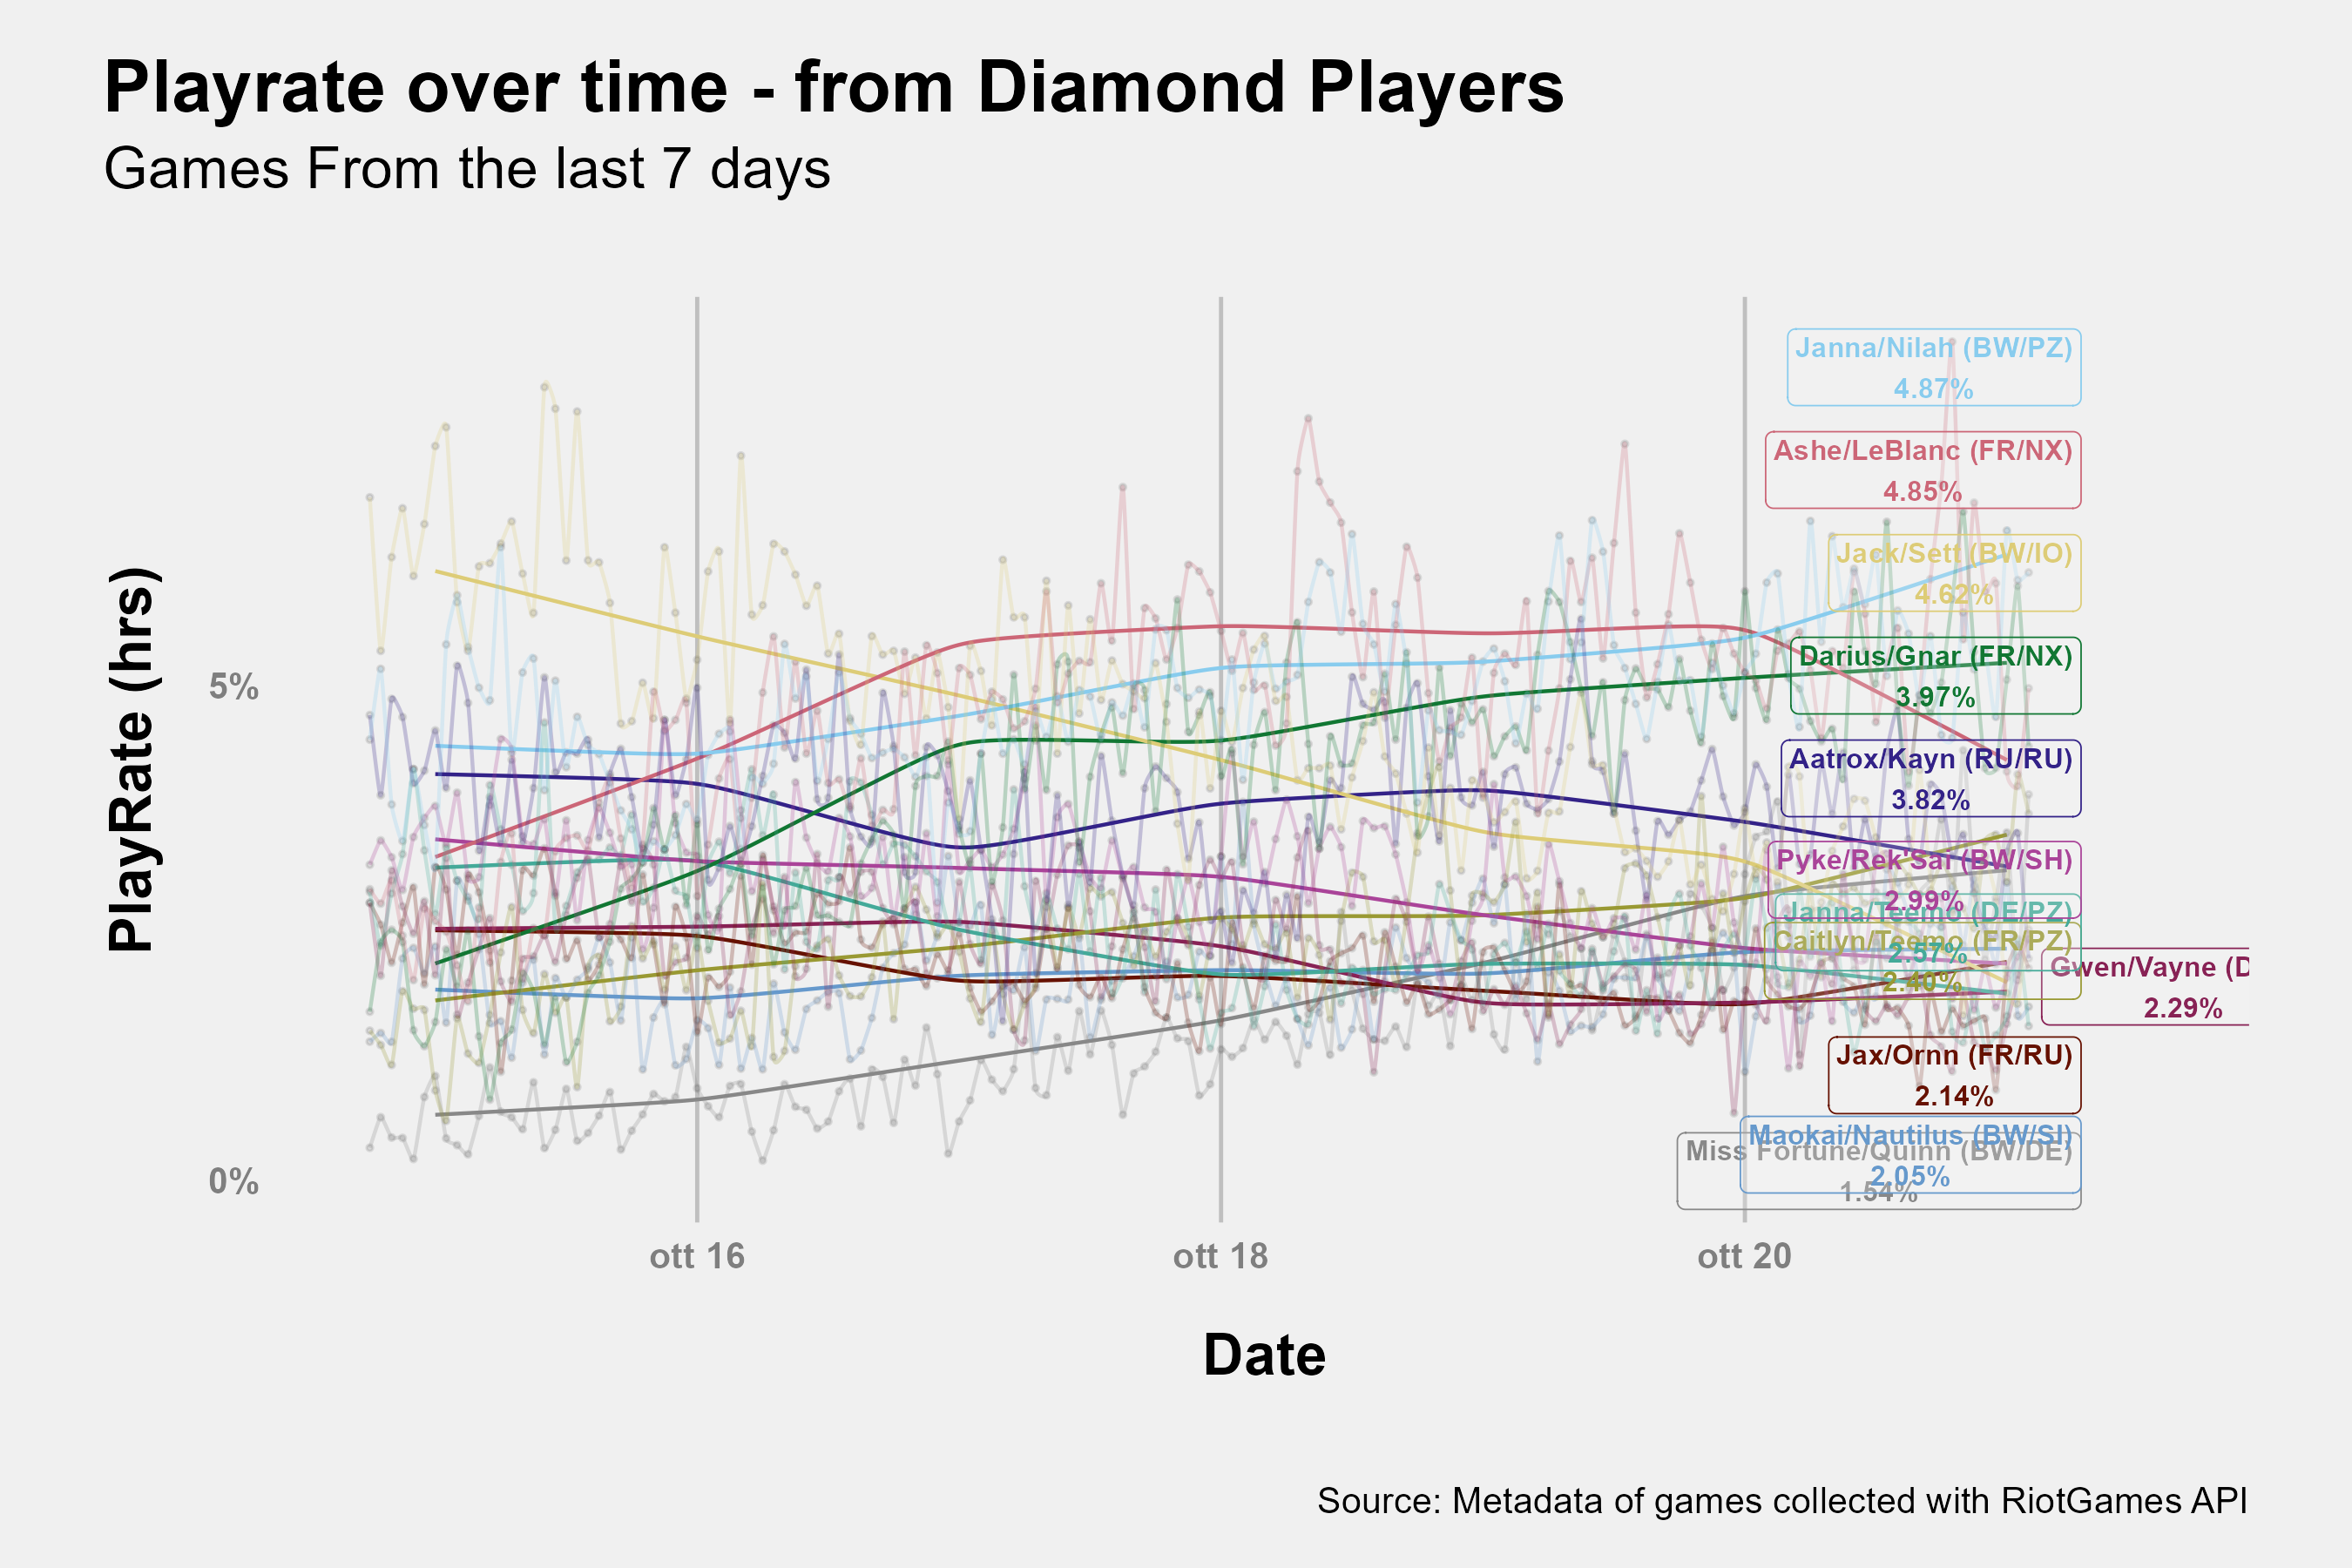 Playrate over time - from Diamond Players
Games From the last 7 days
PlayRate (hrs)
5%
0%
Janna/Nilah (BW/PZ)
4.87%
Ashe/LeBlanc (FR/NX)
4.85%
Jack/Sett (BW/IO)
4.62%
Darius/Gnar (FR/NX)
3.97%
Aatrox/Kayn (RU/RU)
3.82%
Pyke/Rek'Sai (BW/SH)
2.99%
Janna/Teemo (DE/PZ)
2.57%
Caitlyn/Teemo (FR/PZ)
2.40%
Gwen/Vayne (D
2.29%
Jax/Ornn (FR/RU)
2.14%
Maokai/Nautilus (BW/SI)
2.05%
Miss Fortune/Quinn (BW/DE)
1.54%
ott 16
ott 18
ott 20
Date
Source: Metadata of games collected with RiotGames API